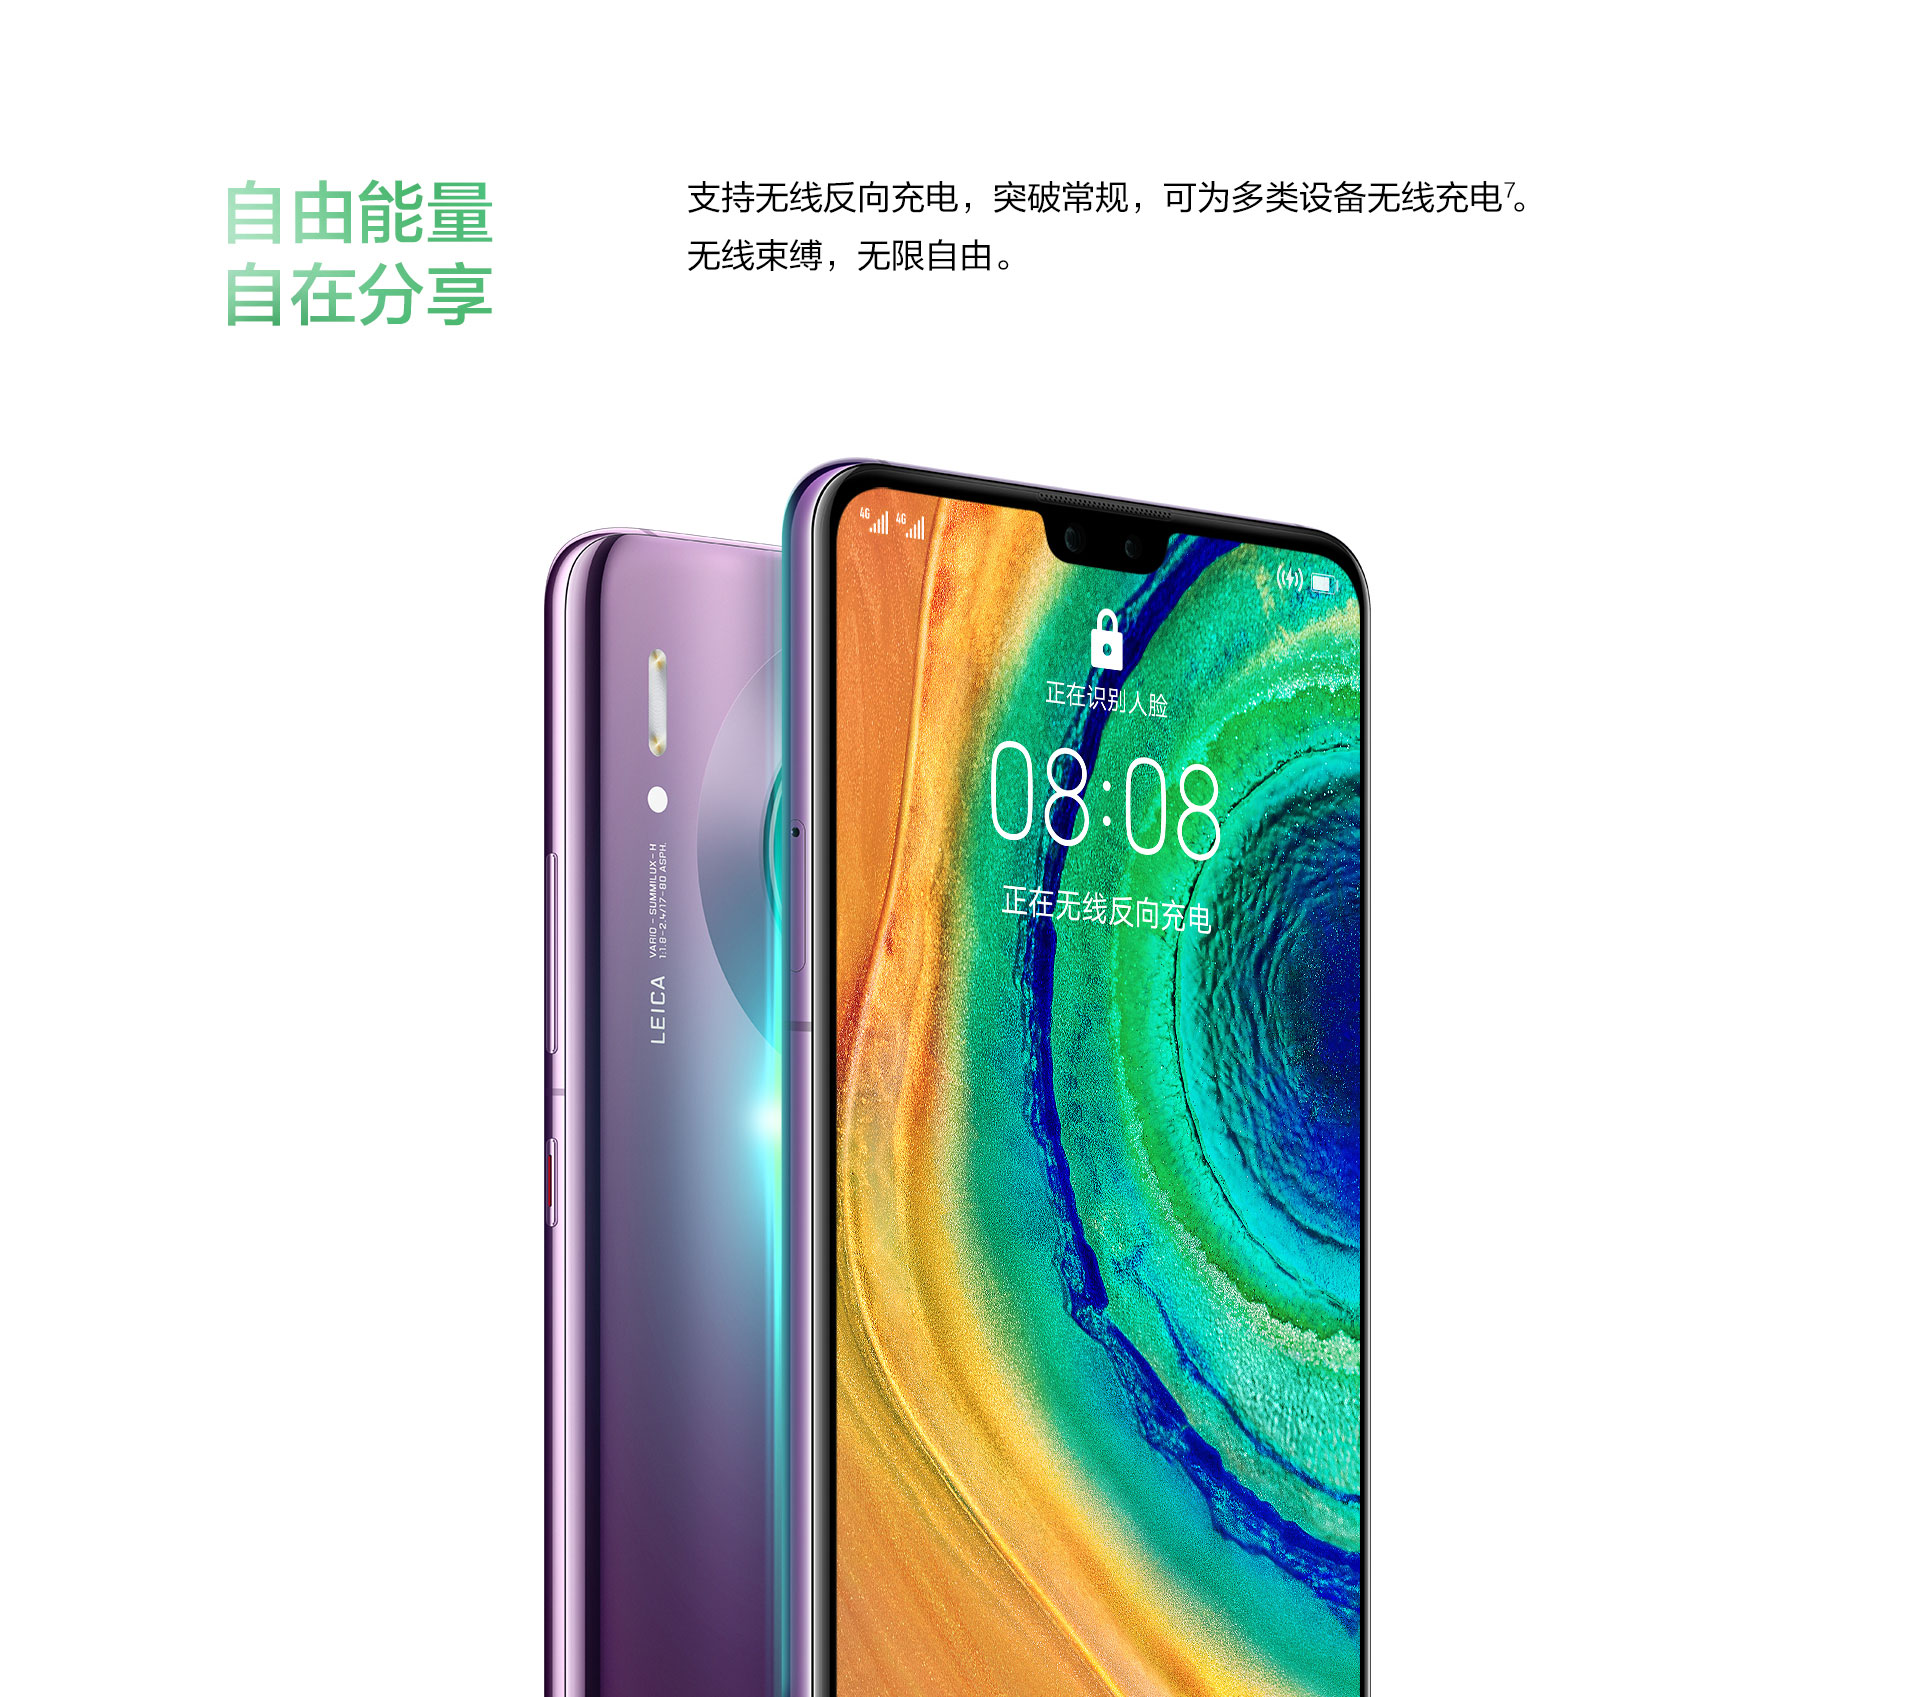 自由能量
自在分享
支持无线反向充电，突破常规，可为多类设备无线充电⁷。
无线束缚，无限自由。
4G 4G
正在识别人脸
08:08
正在无线反向充电
LEICA
VARIO-SUMMILUX-H
1:1.8-2.4/17-80 ASPH.